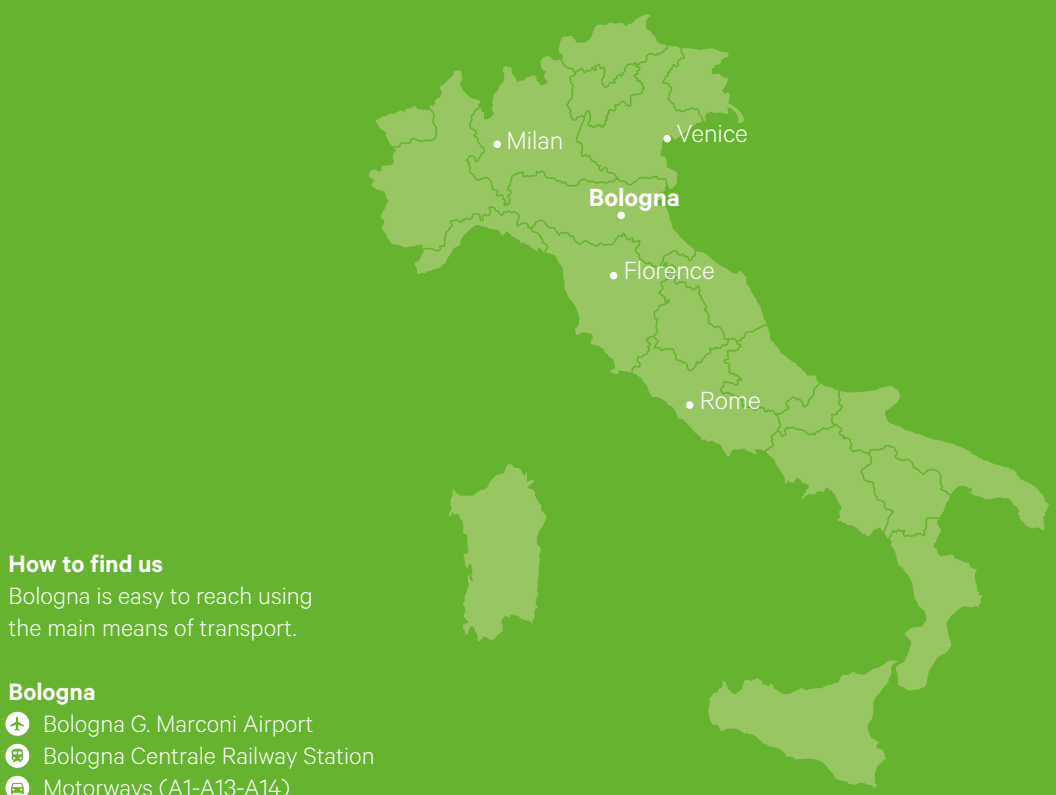 Milan
Venice
Bologna
Florence
Rome
How to find us
Bologna is easy to reach using
the main means of transport.
Bologna
Bologna G. Marconi Airport
Bologna Centrale Railway Station
Motorways (A1-A13-A14)